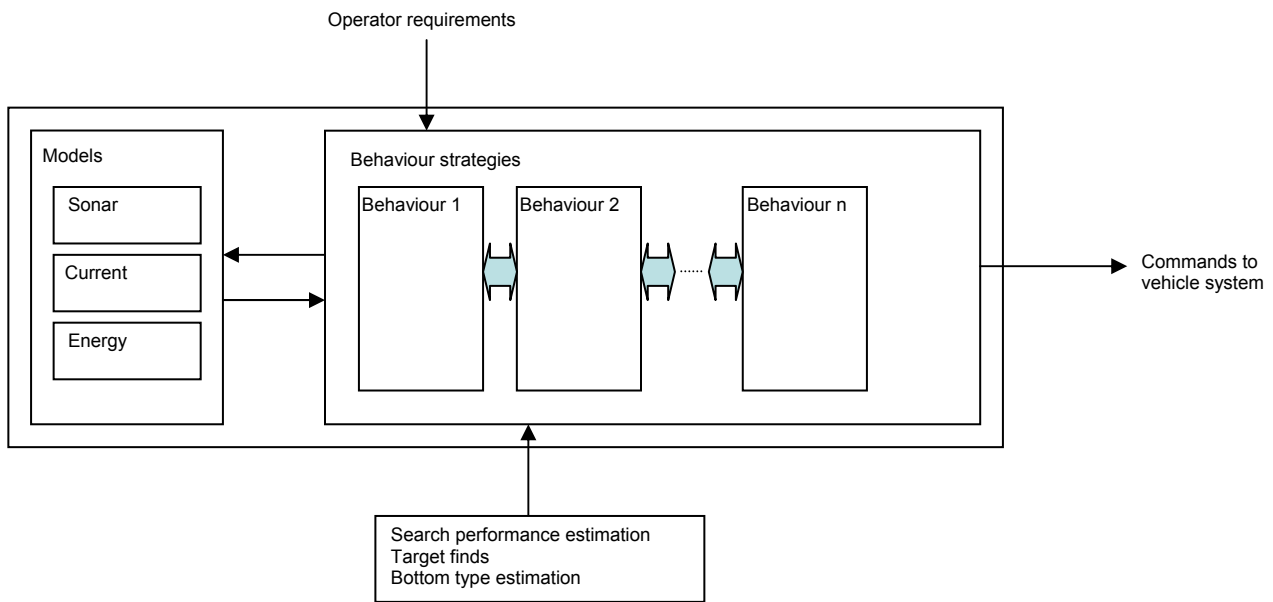 Operator requirements
Models
Sonar
Current
Energy
Behaviour strategies
Behaviour 1
Behaviour 2
......
Behaviour n
Commands to
vehicle system
Search performance estimation
Target finds
Bottom type estimation